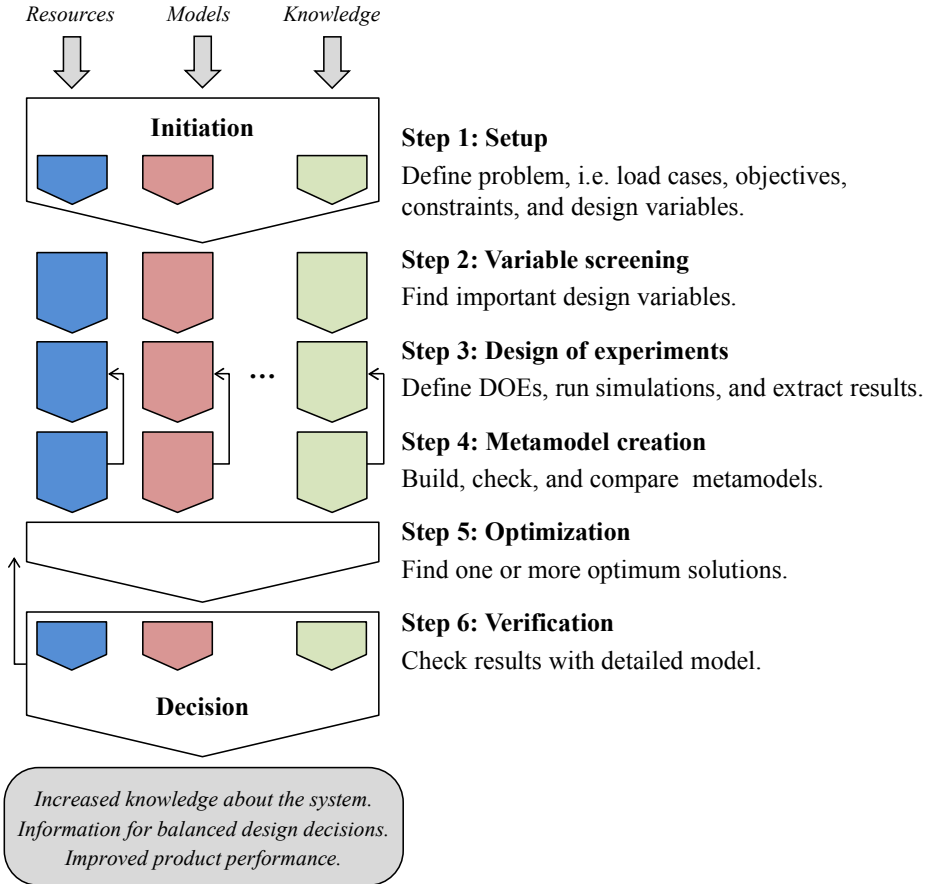 Resources Models Knowledge
Initiation
Step 1: Setup
Define problem, i.e. load cases, objectives,
constraints, and design variables.
Step 2: Variable screening
Find important design variables.
Step 3: Design of experiments
...
Define DOEs, run simulations, and extract results.
Step 4: Metamodel creation
Build, check, and compare metamodels.
Step 5: Optimization
Find one or more optimum solutions.
Step 6: Verification
Check results with detailed model.
Decision
Increased knowledge about the system.
Information for balanced design decisions.
Improved product performance.